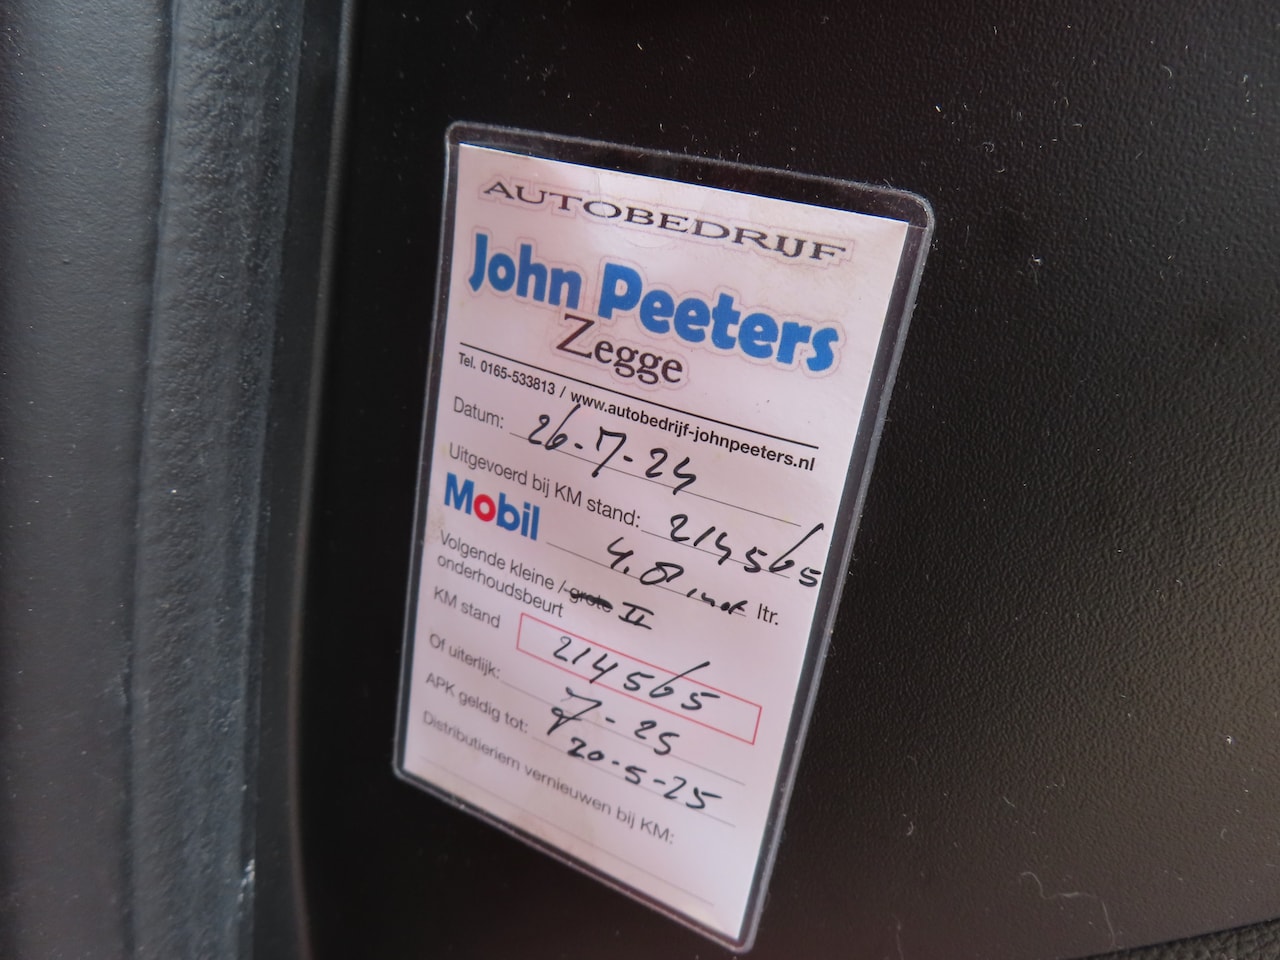 AUTOBEDRIJF
John Peeters
Zegge
Tel. 0165-533813 / www.autobedrijf-johnpeeters.nl
Datum: 26-7-24
Uitgevoerd bij KM stand: 214565
Mobil 4.0 ltr.
Volgende kleine / grote II
onderhoudsbeurt
KM stand 214565
Of uiterlijk: 7-25
APK geldig tot: 20-5-25
Distributieriem vernieuwen bij KM: